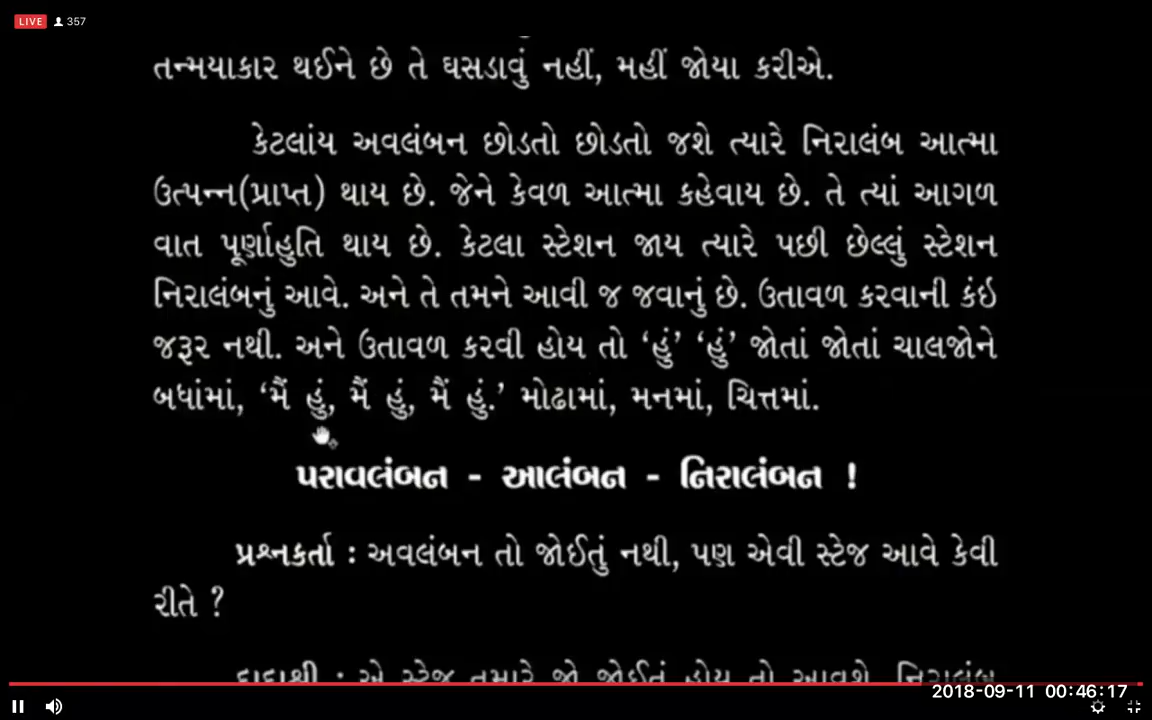 LIVE 357
તન્મયાકાર થઈને છે તે ઘસડાવું નહીં, મહીં જોયા કરીએ.
કેટલાંય અવલંબન છોડતો છોડતો જશે ત્યારે નિરાલંબ આત્મા
ઉત્પન્ન(પ્રાપ્ત) થાય છે. જેને કેવળ આત્મા કહેવાય છે. તે ત્યાં આગળ
વાત પૂર્ણાહુતિ થાય છે. કેટલા સ્ટેશન જાય ત્યારે પછી છેલ્લું સ્ટેશન
નિરાલંબનું આવે. અને તે તમને આવી જ જવાનું છે. ઉતાવળ કરવાની કંઇ
જરૂર નથી. અને ઉતાવળ કરવી હોય તો ‘હું’ ‘હું’ જોતાં જોતાં ચાલજોને
બધાંમાં, ‘મૈં હું, મૈં હું, મૈં હું.’ મોઢામાં, મનમાં, ચિત્તમાં.
પરાવલંબન - આલંબન - નિરાલંબન !
પ્રશ્નકર્તા : અવલંબન તો જોઈતું નથી, પણ એવી સ્ટેજ આવે કેવી
રીતે ?
દાદાશ્રી : એ સ્ટેજ તમારે જો જોઈતું હોય તો આવશે. નિરાલંબ
2018-09-11 00:46:17